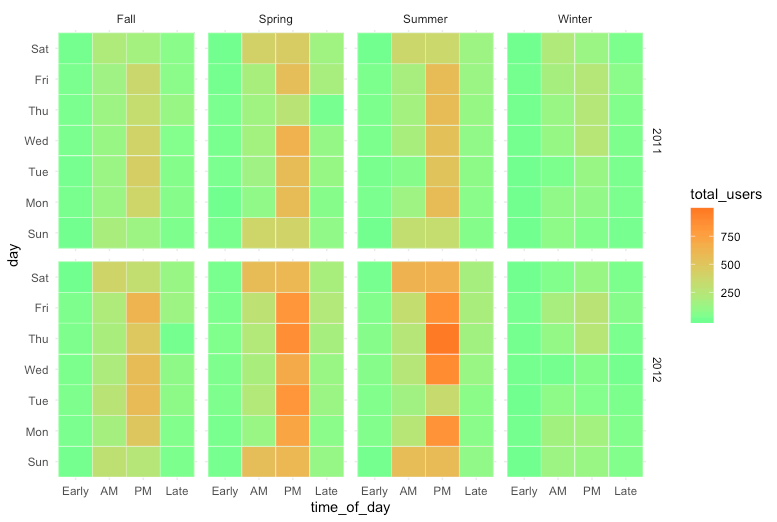 Fall Spring Summer Winter
Sat
Fri
Thu
Wed
Tue
Mon
Sun
2011
day
Sat
Fri
Thu
Wed
Tue
Mon
Sun
2012
Early AM PM Late Early AM PM Late Early AM PM Late Early AM PM Late
time_of_day
total_users
750
500
250